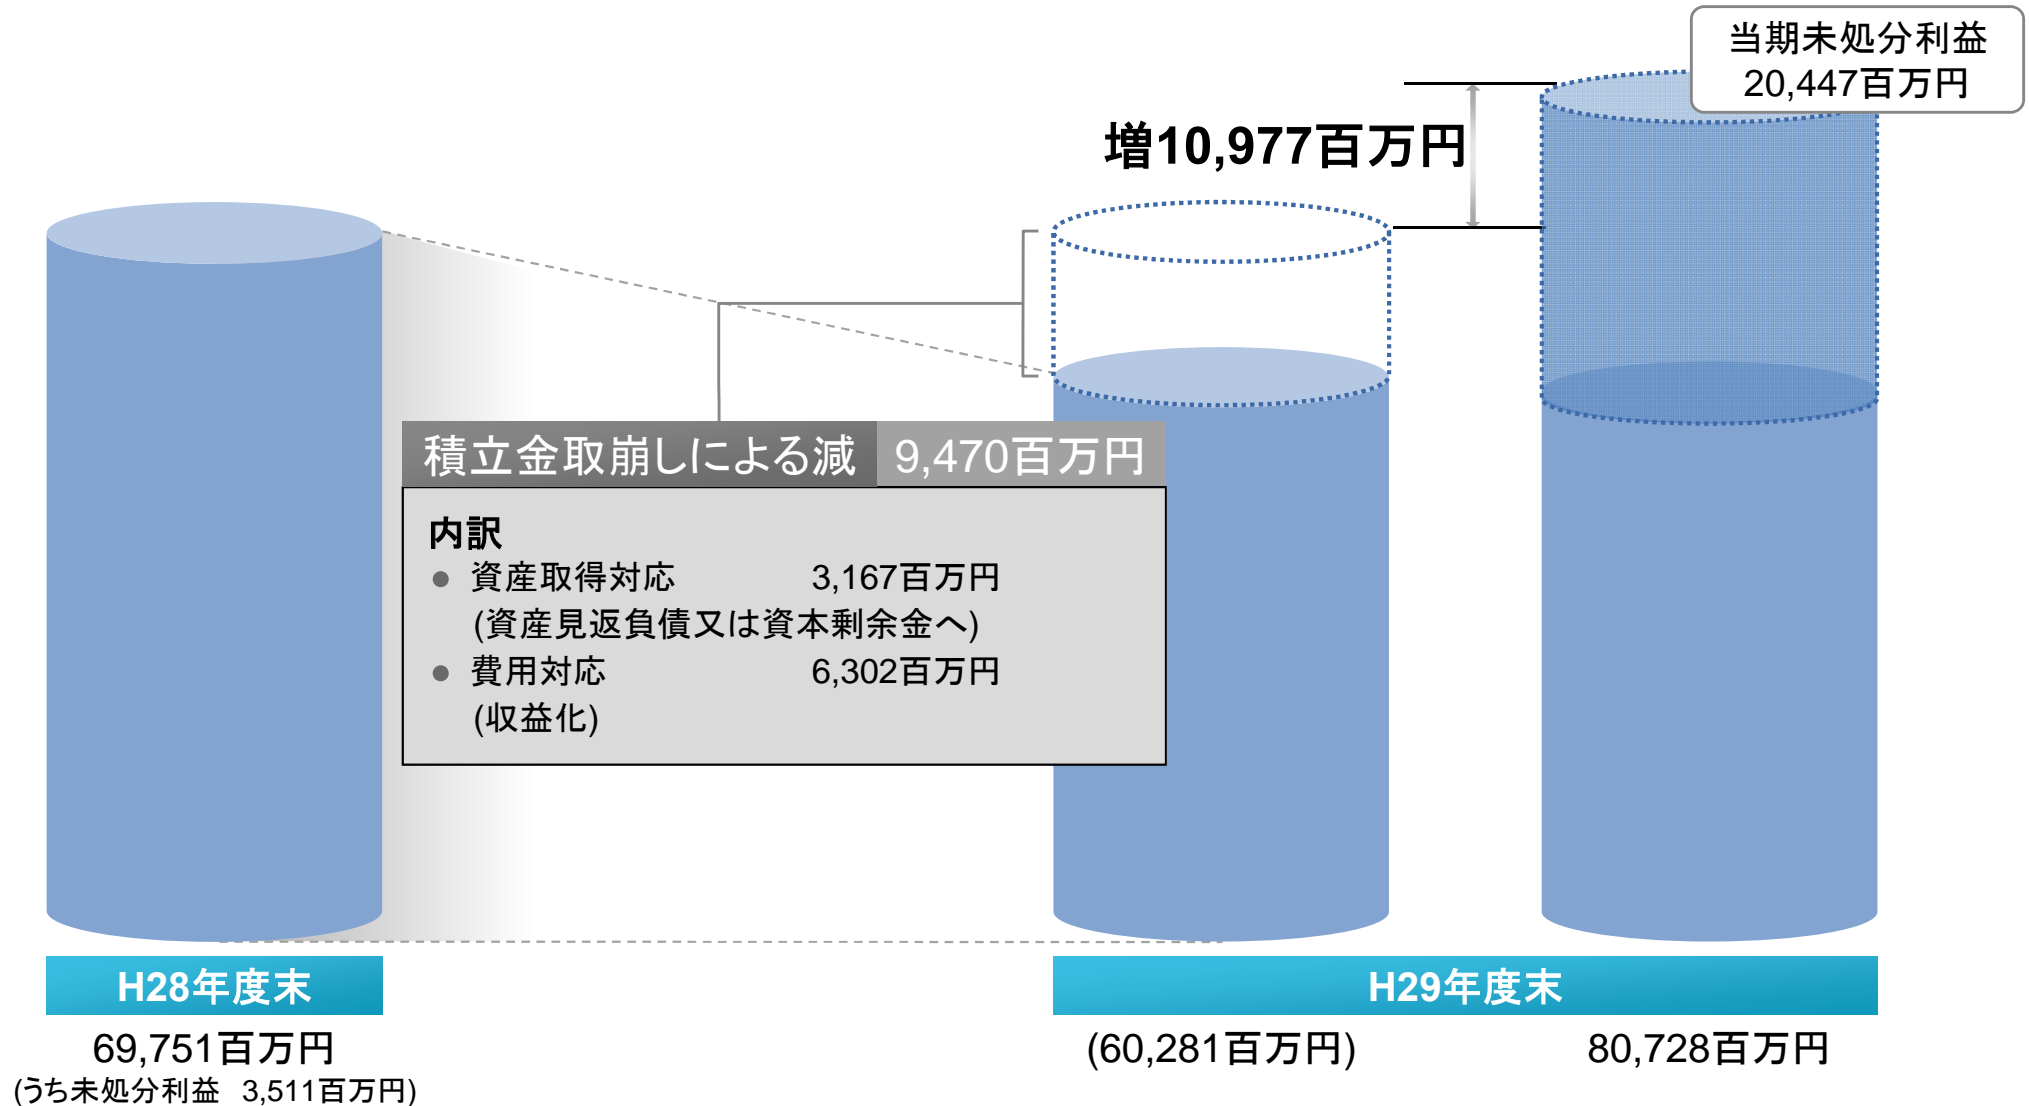 当期未処分利益
20,447百万円
増10,977百万円
積立金取崩しによる減 9,470百万円
内訳
● 資産取得対応 3,167百万円
(資産見返負債又は資本剰余金へ)
● 費用対応 6,302百万円
(収益化)
H28年度末
H29年度末
69,751百万円
(うち未処分利益 3,511百万円)
(60,281百万円)
80,728百万円